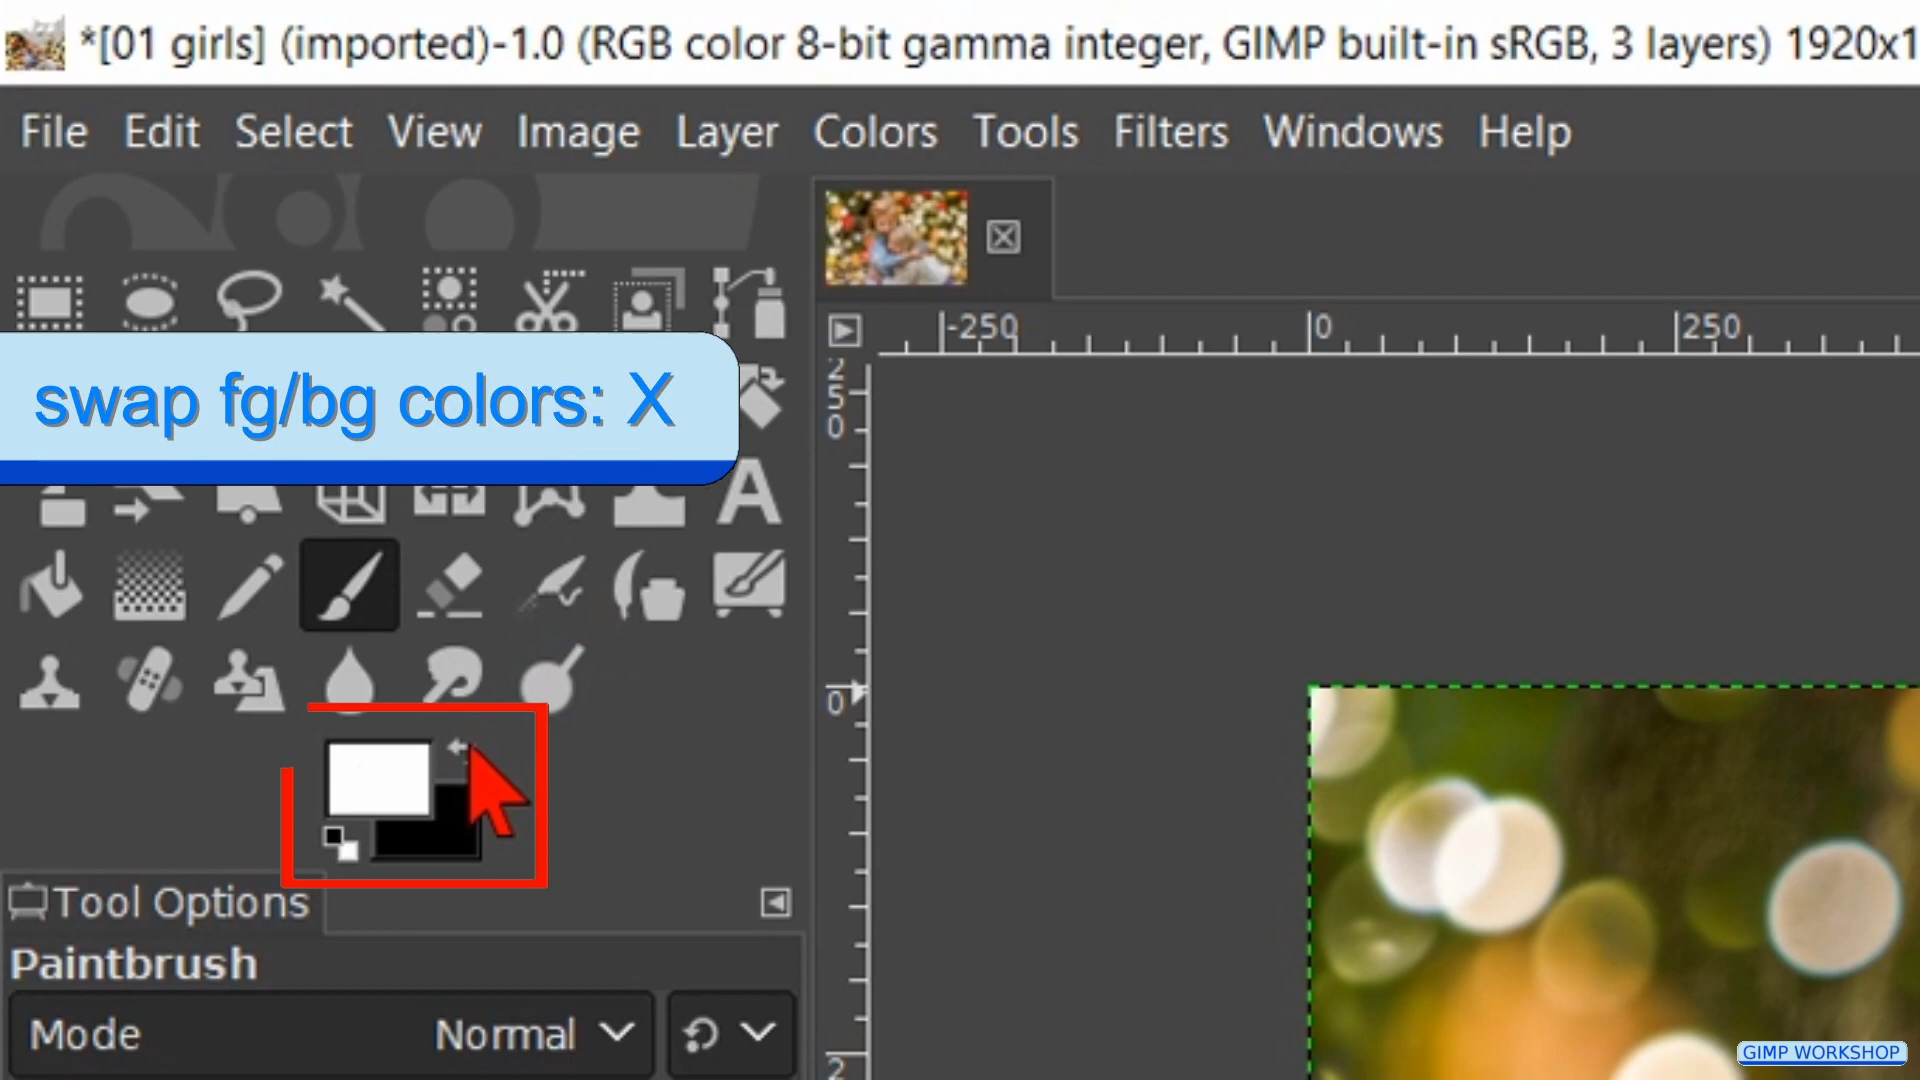 *[01 girls] (imported)-1.0 (RGB color 8-bit gamma integer, GIMP built-in sRGB, 3 layers) 1920x1
File Edit Select View Image Layer Colors Tools Filters Windows Help
-250 0 250
swap fg/bg colors: X
250
A
0
Tool Options
Paintbrush
Mode Normal
2
GIMP WORKSHOP